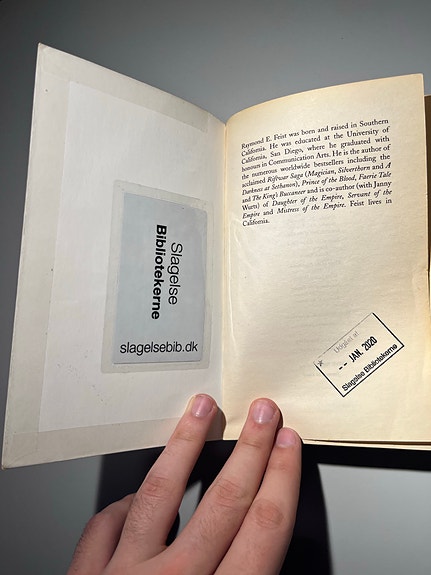 Slagelse
Bibliotekerne
slagelsebib.dk
Raymond E. Feist was born and raised in Southern
California. He was educated at the University of
California, San Diego, where he graduated with
honours in Communication Arts. He is the author of
the numerous worldwide bestsellers including the
acclaimed Riftwar Saga (Magician, Silverthorn and A
Darkness at Sethanon), Prince of the Blood, Faerie Tale
and The King's Buccaneer and is co-author (with Janny
Wurts) of Daughter of the Empire, Servant of the
Empire and Mistress of the Empire. Feist lives in
California.
Udgået af
-- JAN. 2020
Slagelse Bibliotekerne